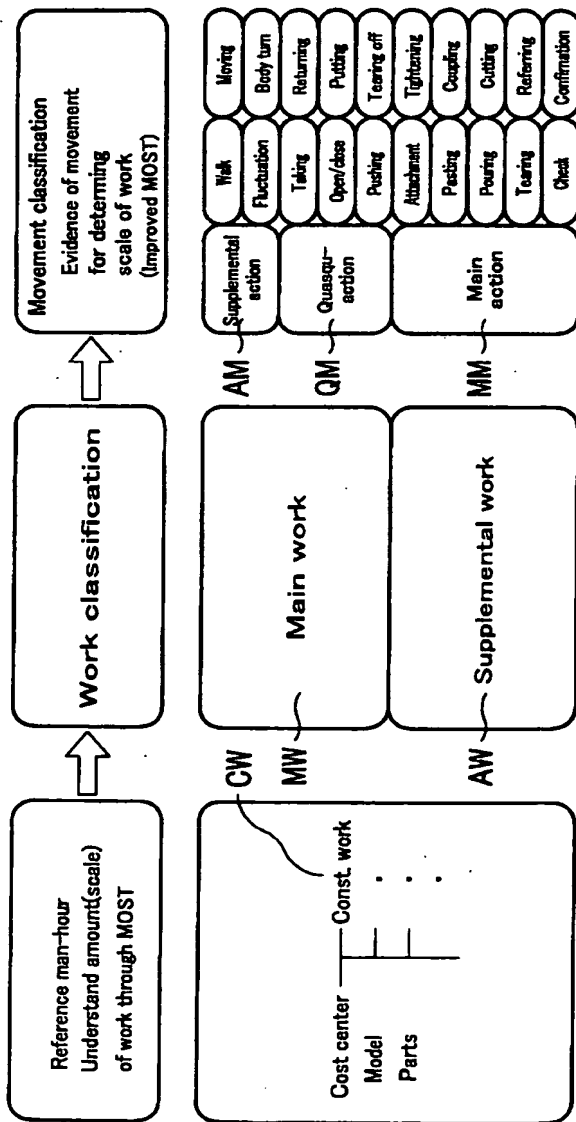 Reference man-hour
Understand amount(scale)
of work through MOST
Work classification
Movement classification
Evidence of movement
for determing
scale of work
(Improved MOST)
Cost center
Const. work
Model
Parts
CW
MW
Main work
AW
Supplemental work
AM
Supplemental
action
QM
Quasqu-
action
MM
Main
action
Walk
Moving
Fluctuation
Body turn
Taking
Returning
Open/close
Putting
Pushing
Tearing off
Attachment
Tightening
Pasting
Coupling
Pouring
Cutting
Tearing
Referring
Check
Confirmation